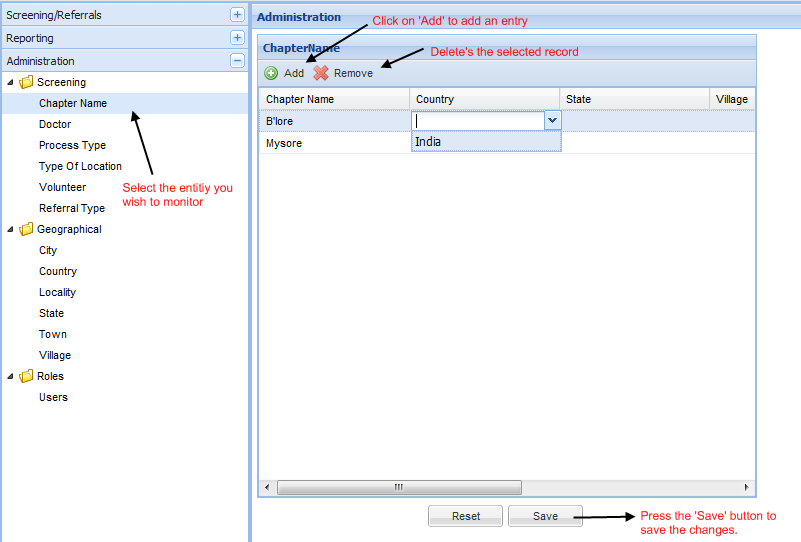 Screening/Referrals
Reporting
Administration
Screening
Chapter Name
Doctor
Process Type
Type Of Location
Volunteer
Referral Type
Geographical
City
Country
Locality
State
Town
Village
Roles
Users
Select the entitiy you
wish to monitor
Administration
Click on 'Add' to add an entry
ChapterName
Delete's the selected record
Add Remove
Chapter Name Country State Village
B'lore
India
Mysore
Reset Save
Press the 'Save' button to
save the changes.